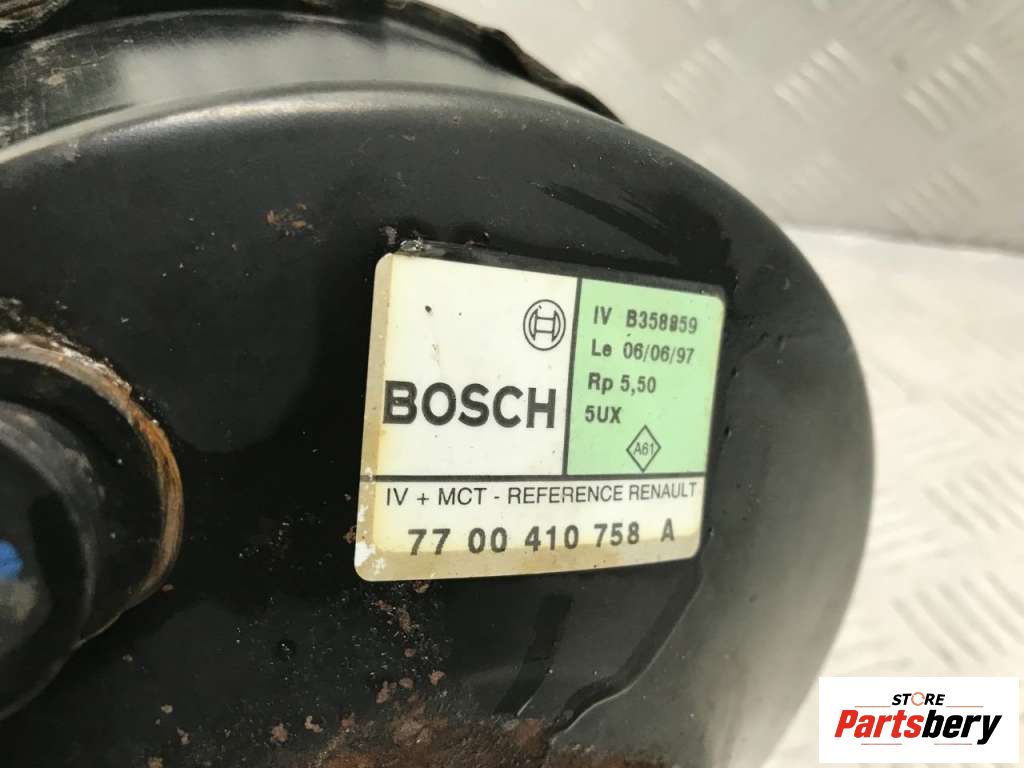 BOSCH
IV B358859
Le 06/06/97
Rp 5,50
5UX
A61
IV + MCT - REFERENCE RENAULT
77 00 410 758 A
STORE
Partsbery